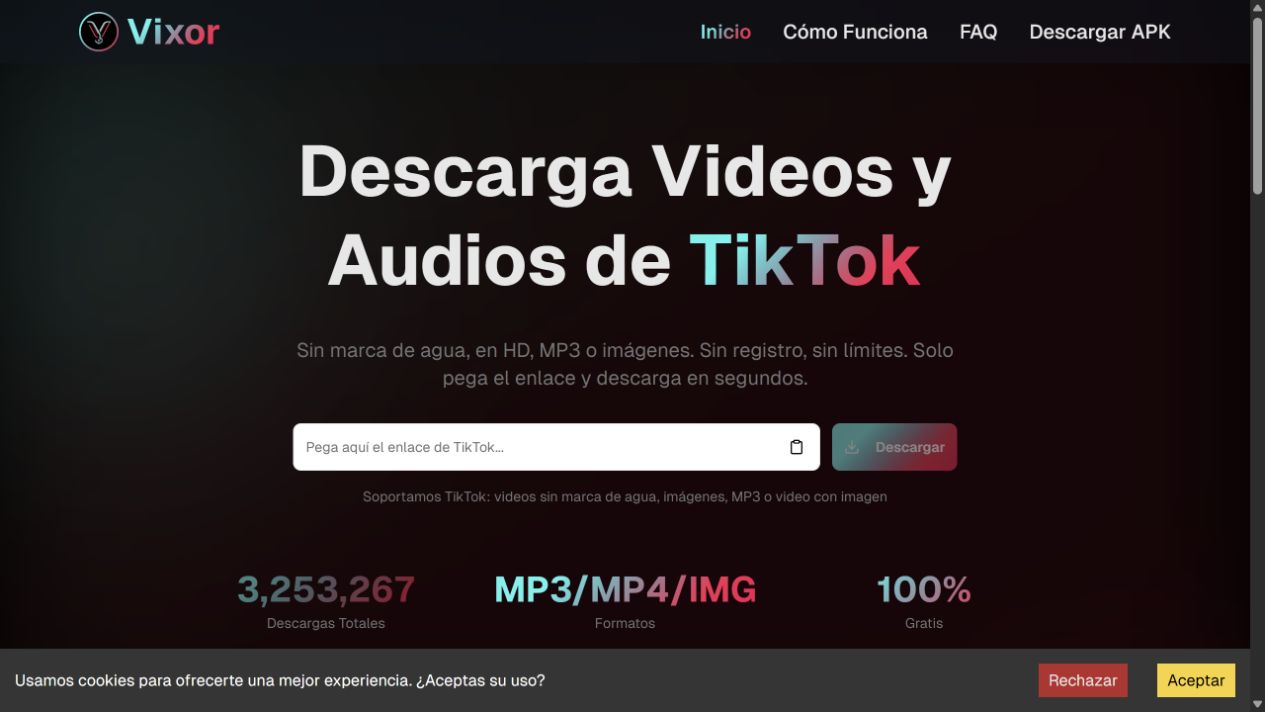 Vixor
Inicio
Cómo Funciona
FAQ
Descargar APK
Descarga Videos y
Audios de TikTok
Sin marca de agua, en HD, MP3 o imágenes. Sin registro, sin límites. Solo
pega el enlace y descarga en segundos.
Pega aquí el enlace de TikTok...
Descargar
Soportamos TikTok: videos sin marca de agua, imágenes, MP3 o video con imagen
3,253,267
Descargas Totales
MP3/MP4/IMG
Formatos
100%
Gratis
Usamos cookies para ofrecerte una mejor experiencia. ¿Aceptas su uso?
Rechazar
Aceptar